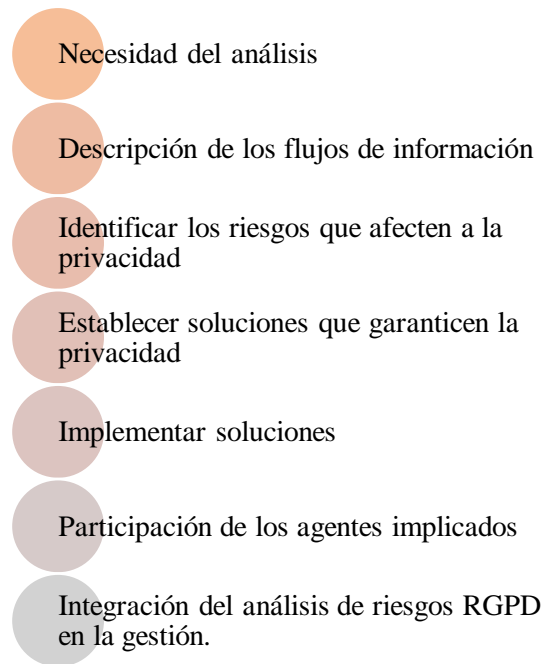 Necesidad del análisis
Descripción de los flujos de información
Identificar los riesgos que afecten a la
privacidad
Establecer soluciones que garanticen la
privacidad
Implementar soluciones
Participación de los agentes implicados
Integración del análisis de riesgos RGPD
en la gestión.